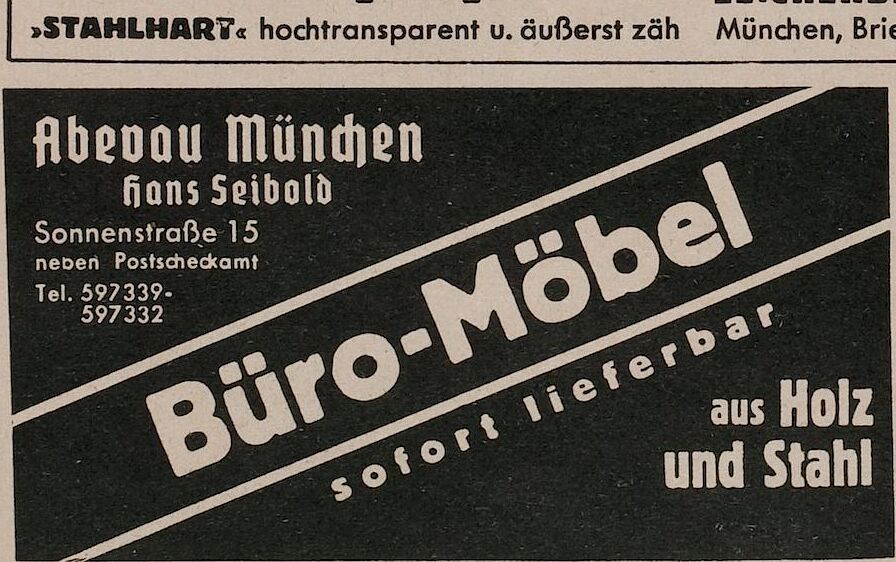 »STAHLHART« hochtransparent u. äußerst zäh München, Brie
Abevau München
Hans Seibold
Sonnenstraße 15
neben Postscheckamt
Tel. 597339-
597332
Büro-Möbel
sofort lieferbar
aus Holz
und Stahl